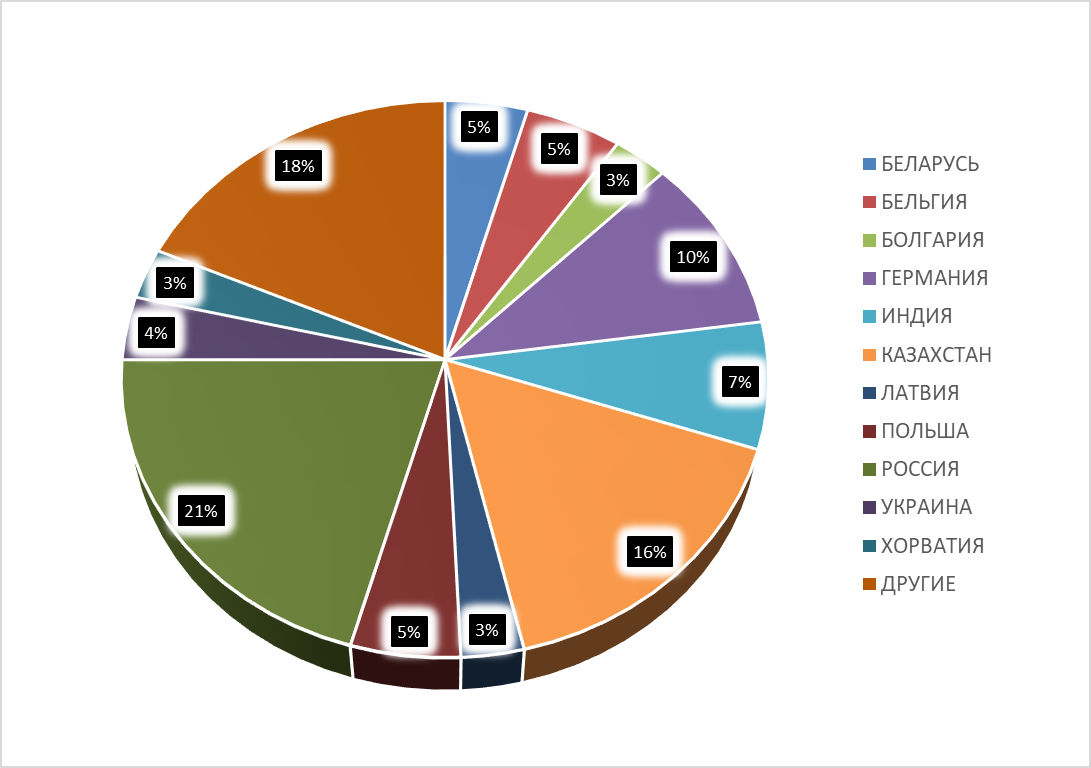 5%
5%
3%
10%
7%
16%
3%
5%
21%
4%
3%
18%
БЕЛАРУСЬ
БЕЛЬГИЯ
БОЛГАРИЯ
ГЕРМАНИЯ
ИНДИЯ
КАЗАХСТАН
ЛАТВИЯ
ПОЛЬША
РОССИЯ
УКРАИНА
ХОРВАТИЯ
ДРУГИЕ